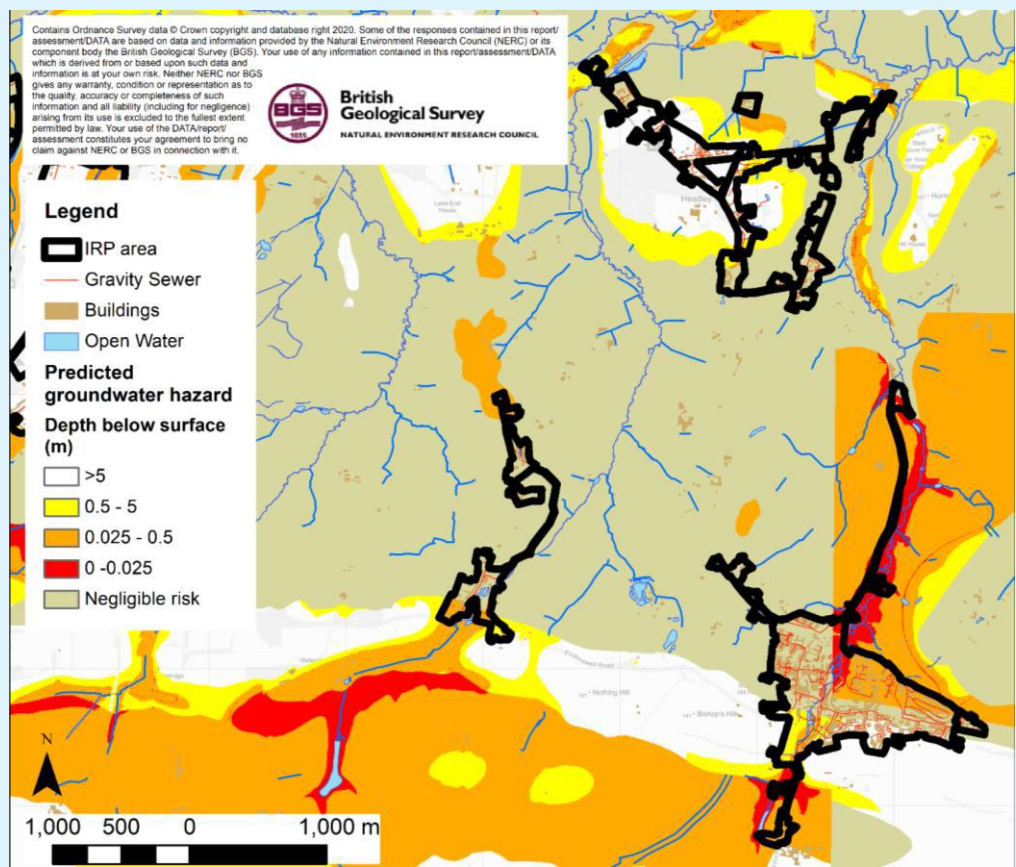 Contains Ordnance Survey data © Crown copyright and database right 2020. Some of the responses contained in this report/
assessment/DATA are based on data and information provided by the Natural Environment Research Council (NERC) or its
component body the British Geological Survey (BGS). Your use of any information contained in this report/assessment/DATA
which is derived from or based upon such data and
information is at your own risk. Neither NERC nor BGS
gives any warranty, condition or representation as to
the quality, accuracy or completeness of such
information and all liability (including for negligence)
arising from its use is excluded to the fullest extent
permitted by law. Your use of the DATA/report/
assessment constitutes your agreement to bring no
claim against NERC or BGS in connection with it.
BGS
1835
British
Geological Survey
NATURAL ENVIRONMENT RESEARCH COUNCIL
Legend
IRP area
Gravity Sewer
Buildings
Open Water
Predicted
groundwater hazard
Depth below surface
(m)
>5
0.5 - 5
0.025 - 0.5
0 -0.025
Negligible risk
Lane End
House
Headley
Nothing Hill
Bishop's Hill
N
1,000 500 0 1,000 m